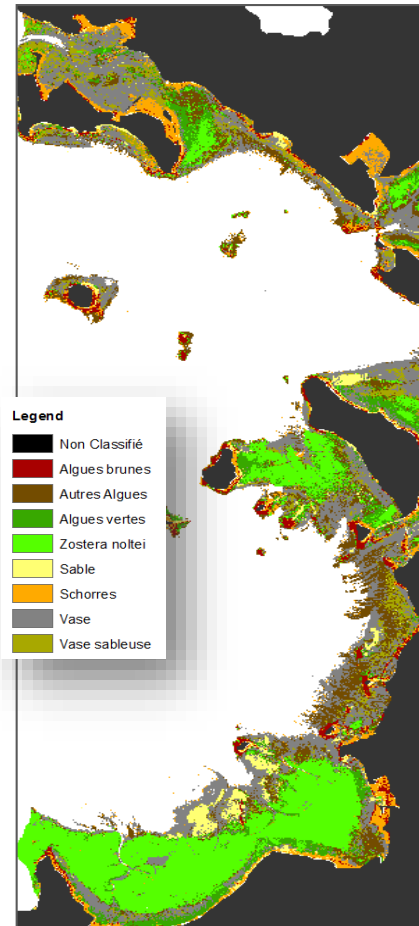 Legend
Non Classifié
Algues brunes
Autres Algues
Algues vertes
Zostera noltei
Sable
Schorres
Vase
Vase sableuse